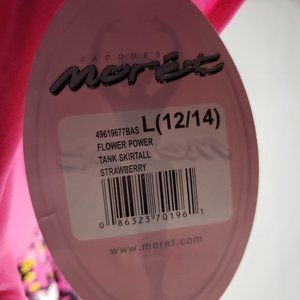 JACQUES
moret
49619677BAS L(12/14)
FLOWER POWER
TANK SKIRTALL
STRAWBERRY
0 86323 70196 1
www.moret.com